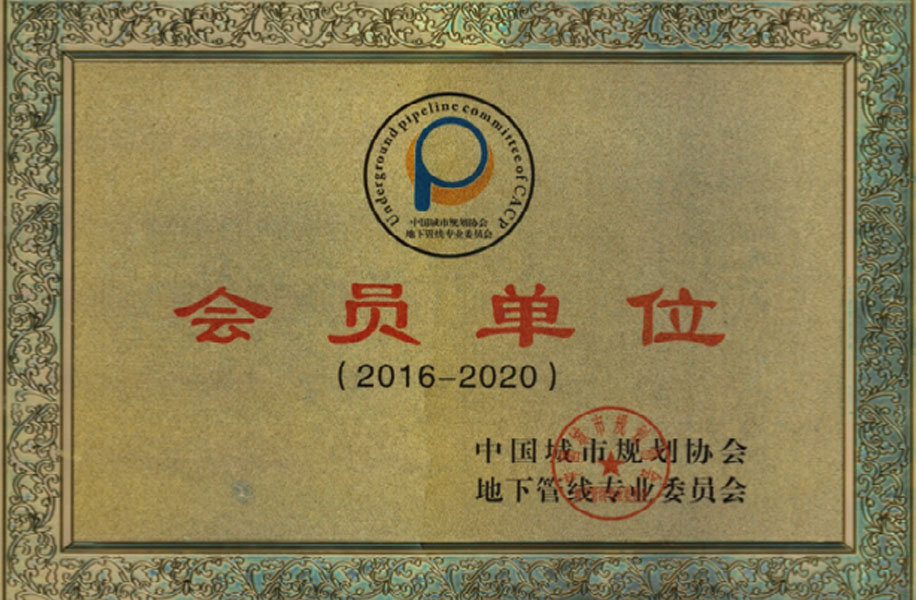 Underground pipeline committee of CACP
中国城市规划协会
地下管线专业委员会
会员单位
(2016-2020)
中国城市规划协会
地下管线专业委员会